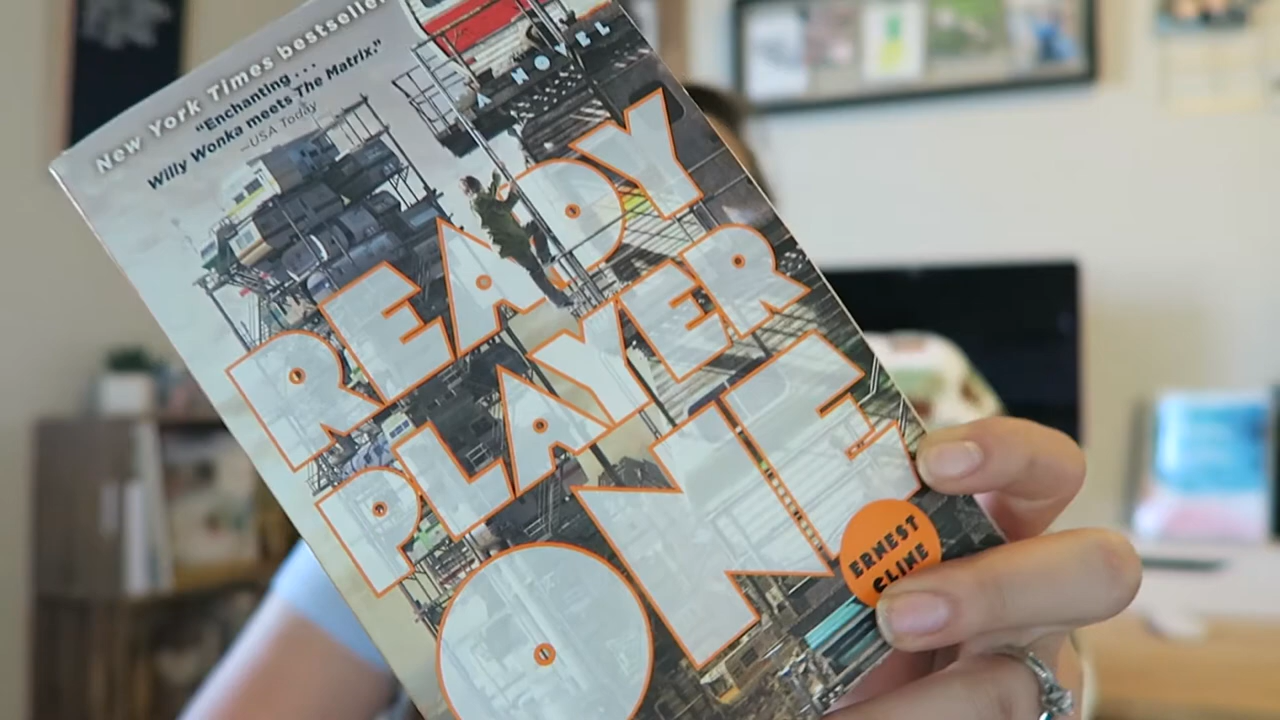 New York Times bestseller
"Enchanting . . .
Willy Wonka meets The Matrix."
—USA Today
A NOVEL
READY
PLAYER
ONE
ERNEST
CLINE